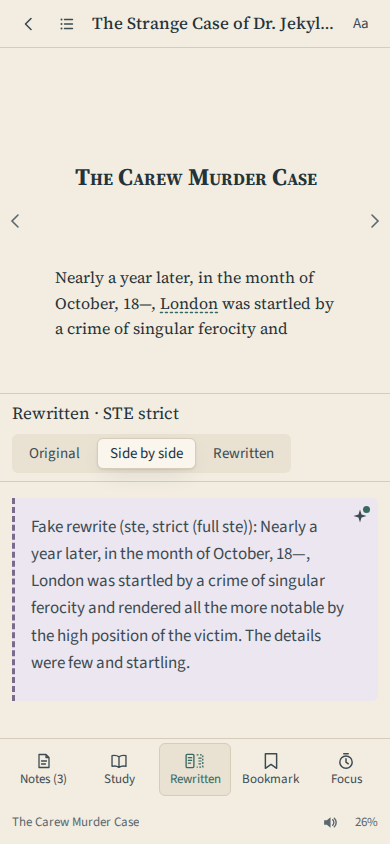 The Strange Case of Dr. Jekyl...
Aa
The Carew Murder Case
Nearly a year later, in the month of
October, 18—, London was startled by
a crime of singular ferocity and
Rewritten · STE strict
Original
Side by side
Rewritten
Fake rewrite (ste, strict (full ste)): Nearly a
year later, in the month of October, 18—,
London was startled by a crime of singular
ferocity and rendered all the more notable by
the high position of the victim. The details
were few and startling.
Notes (3)
Study
Rewritten
Bookmark
Focus
The Carew Murder Case
26%